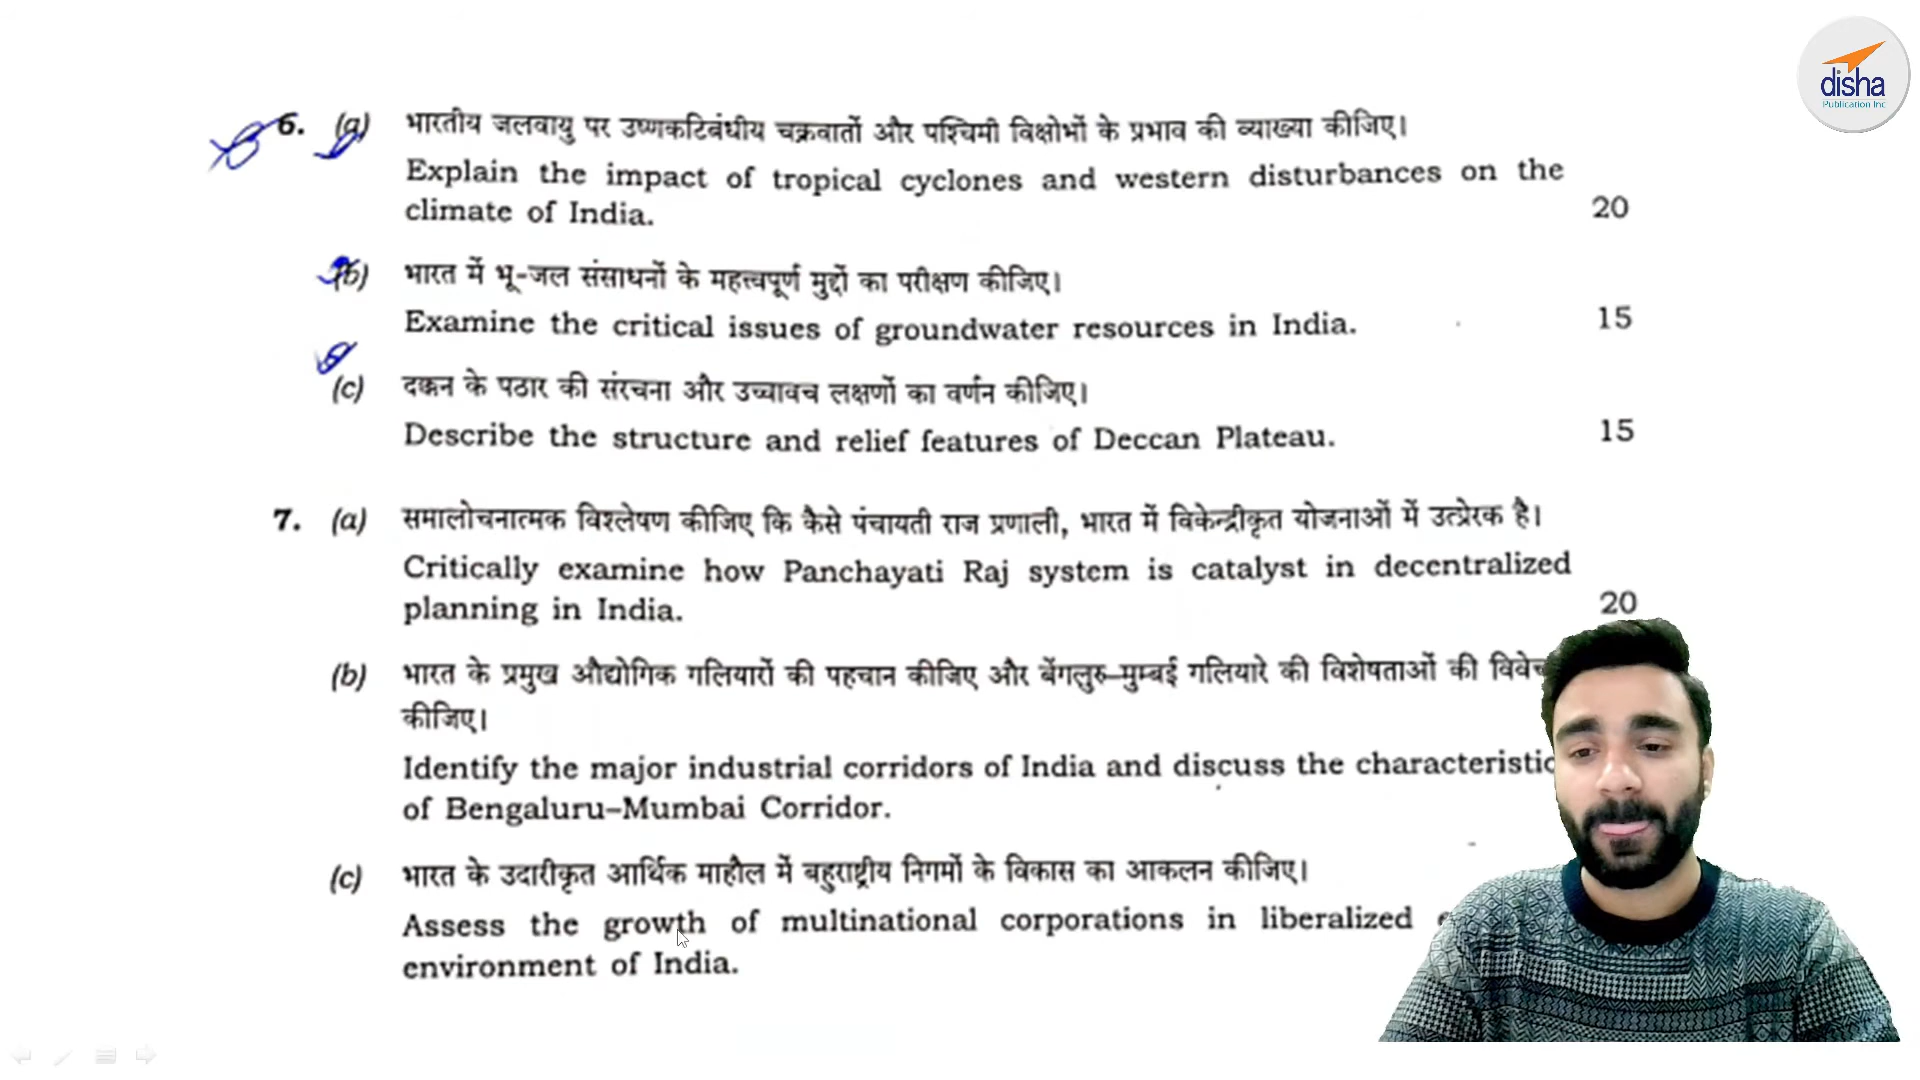 disha
Publication Inc
6. (a) भारतीय जलवायु पर उष्णकटिबंधीय चक्रवातों और पश्चिमी विक्षोभों के प्रभाव की व्याख्या कीजिए।
Explain the impact of tropical cyclones and western disturbances on the
climate of India. 20
(b) भारत में भू-जल संसाधनों के महत्त्वपूर्ण मुद्दों का परीक्षण कीजिए।
Examine the critical issues of groundwater resources in India. 15
(c) दक्कन के पठार की संरचना और उच्चावच लक्षणों का वर्णन कीजिए।
Describe the structure and relief features of Deccan Plateau. 15
7. (a) समालोचनात्मक विश्लेषण कीजिए कि कैसे पंचायती राज प्रणाली, भारत में विकेन्द्रीकृत योजनाओं में उत्प्रेरक है।
Critically examine how Panchayati Raj system is catalyst in decentralized
planning in India. 20
(b) भारत के प्रमुख औद्योगिक गलियारों की पहचान कीजिए और बेंगलुरु–मुम्बई गलियारे की विशेषताओं की
कीजिए।
Identify the major industrial corridors of India and discuss the
of Bengaluru–Mumbai Corridor.
(c) भारत के उदारीकृत आर्थिक माहौल में बहुराष्ट्रीय निगमों के विकास का आकलन कीजिए।
Assess the growth of multinational corporations in liberalized
environment of India.